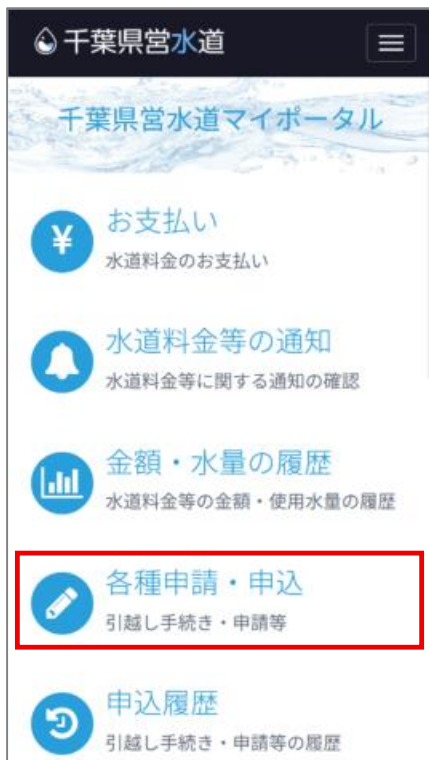 千葉県営水道
千葉県営水道マイポータル
お支払い
水道料金のお支払い
水道料金等の通知
水道料金等に関する通知の確認
金額・水量の履歴
水道料金等の金額・使用水量の履歴
各種申請・申込
引越し手続き・申請等
申込履歴
引越し手続き・申請等の履歴